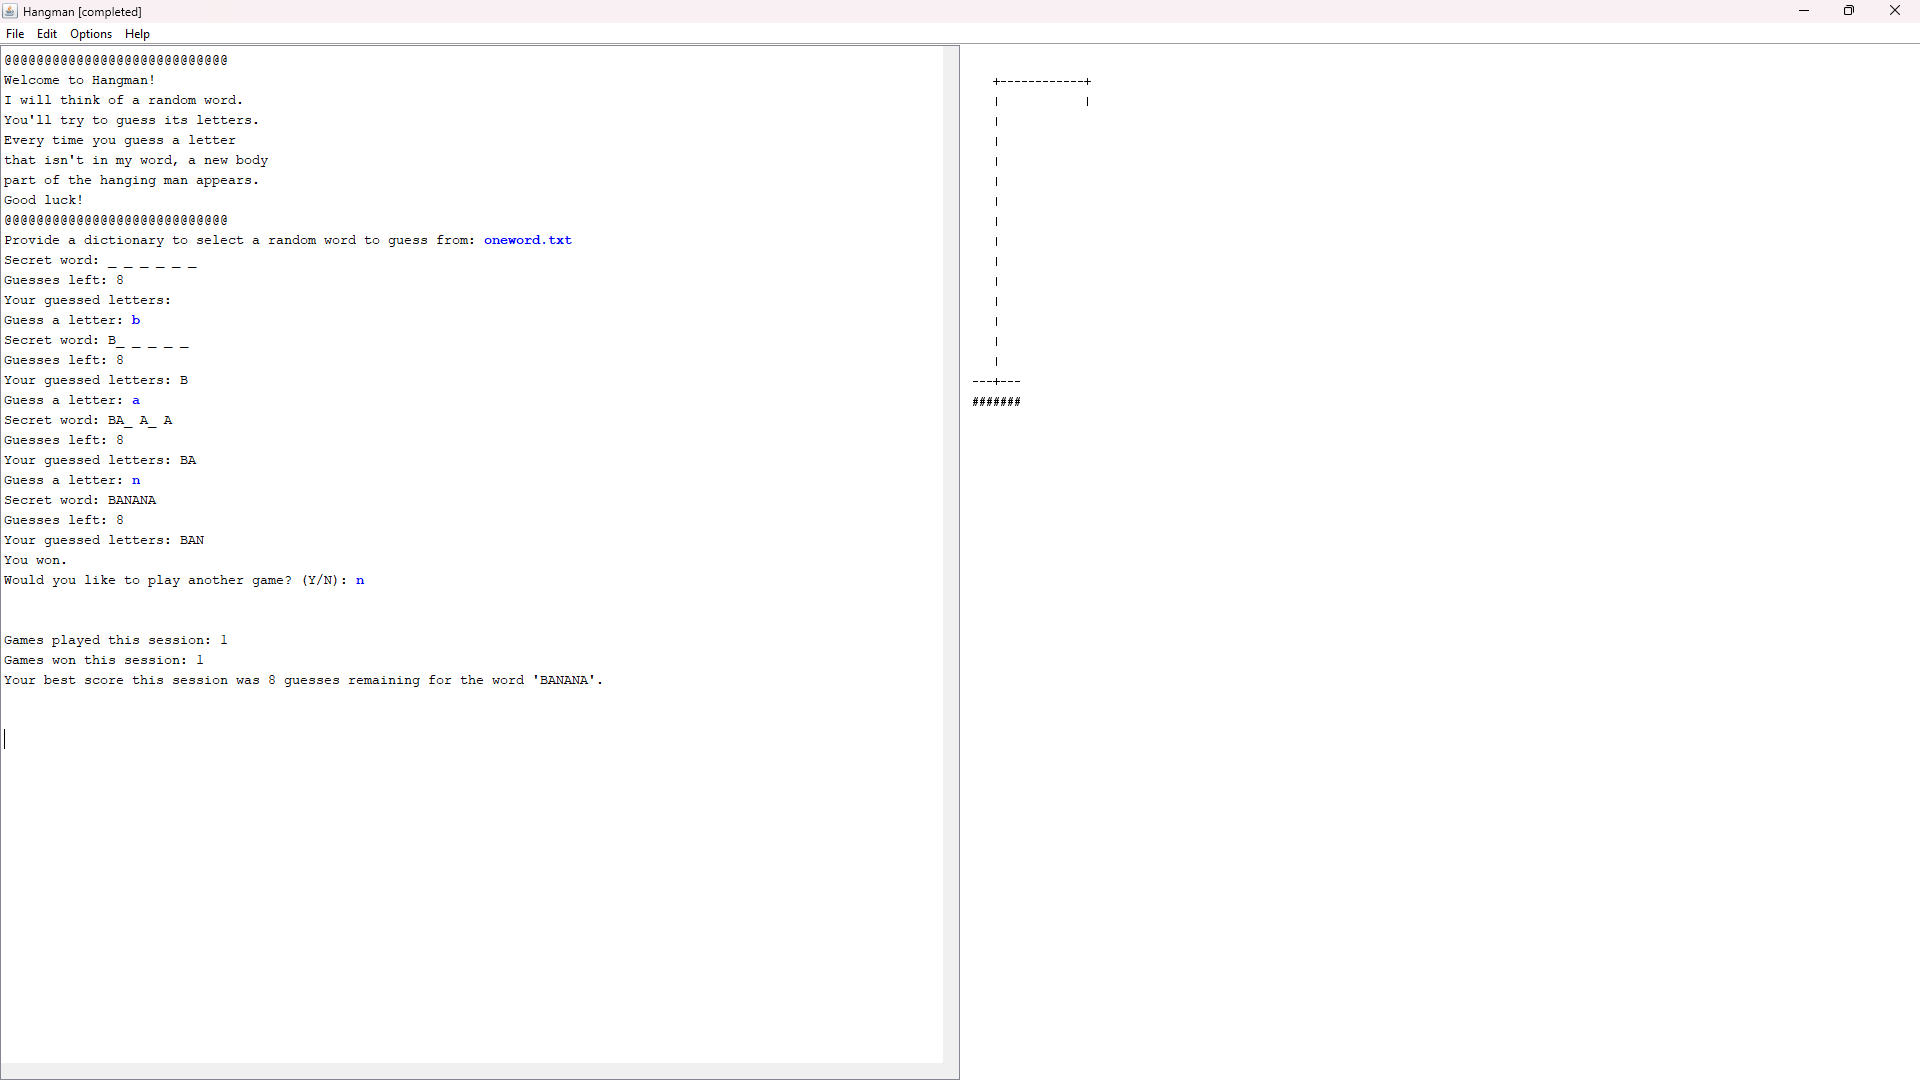 Hangman [completed]
File Edit Options Help
@@@@@@@@@@@@@@@@@@@@@@@@@@@@
Welcome to Hangman!
I will think of a random word.
You'll try to guess its letters.
Every time you guess a letter
that isn't in my word, a new body
part of the hanging man appears.
Good luck!
@@@@@@@@@@@@@@@@@@@@@@@@@@@@
Provide a dictionary to select a random word to guess from: oneword.txt
Secret word: _ _ _ _ _ _
Guesses left: 8
Your guessed letters:
Guess a letter: b
Secret word: B_ _ _ _ _
Guesses left: 8
Your guessed letters: B
Guess a letter: a
Secret word: BA_ A_ A
Guesses left: 8
Your guessed letters: BA
Guess a letter: n
Secret word: BANANA
Guesses left: 8
Your guessed letters: BAN
You won.
Would you like to play another game? (Y/N): n
Games played this session: 1
Games won this session: 1
Your best score this session was 8 guesses remaining for the word 'BANANA'.
+------------+
| |
|
|
|
|
|
|
|
|
|
|
|
|
|
---+---
#######